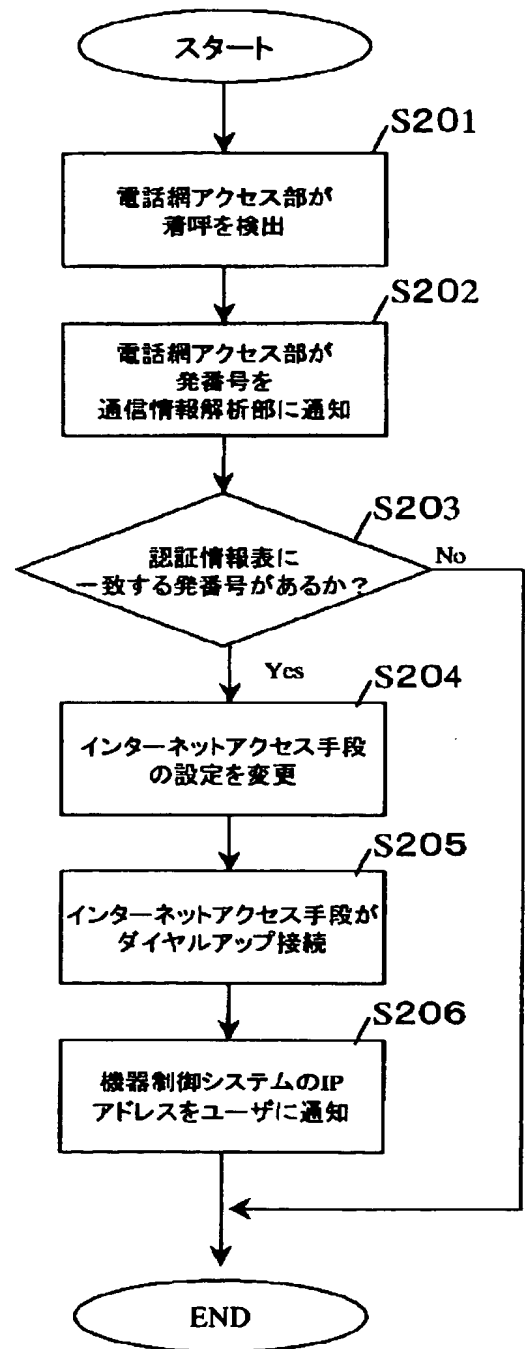 スタート
S201
電話網アクセス部が
着呼を検出
S202
電話網アクセス部が
発番号を
通信情報解析部に通知
S203
認証情報表に
一致する発番号があるか？
No
Yes
S204
インターネットアクセス手段
の設定を変更
S205
インターネットアクセス手段が
ダイヤルアップ接続
S206
機器制御システムのIP
アドレスをユーザに通知
END